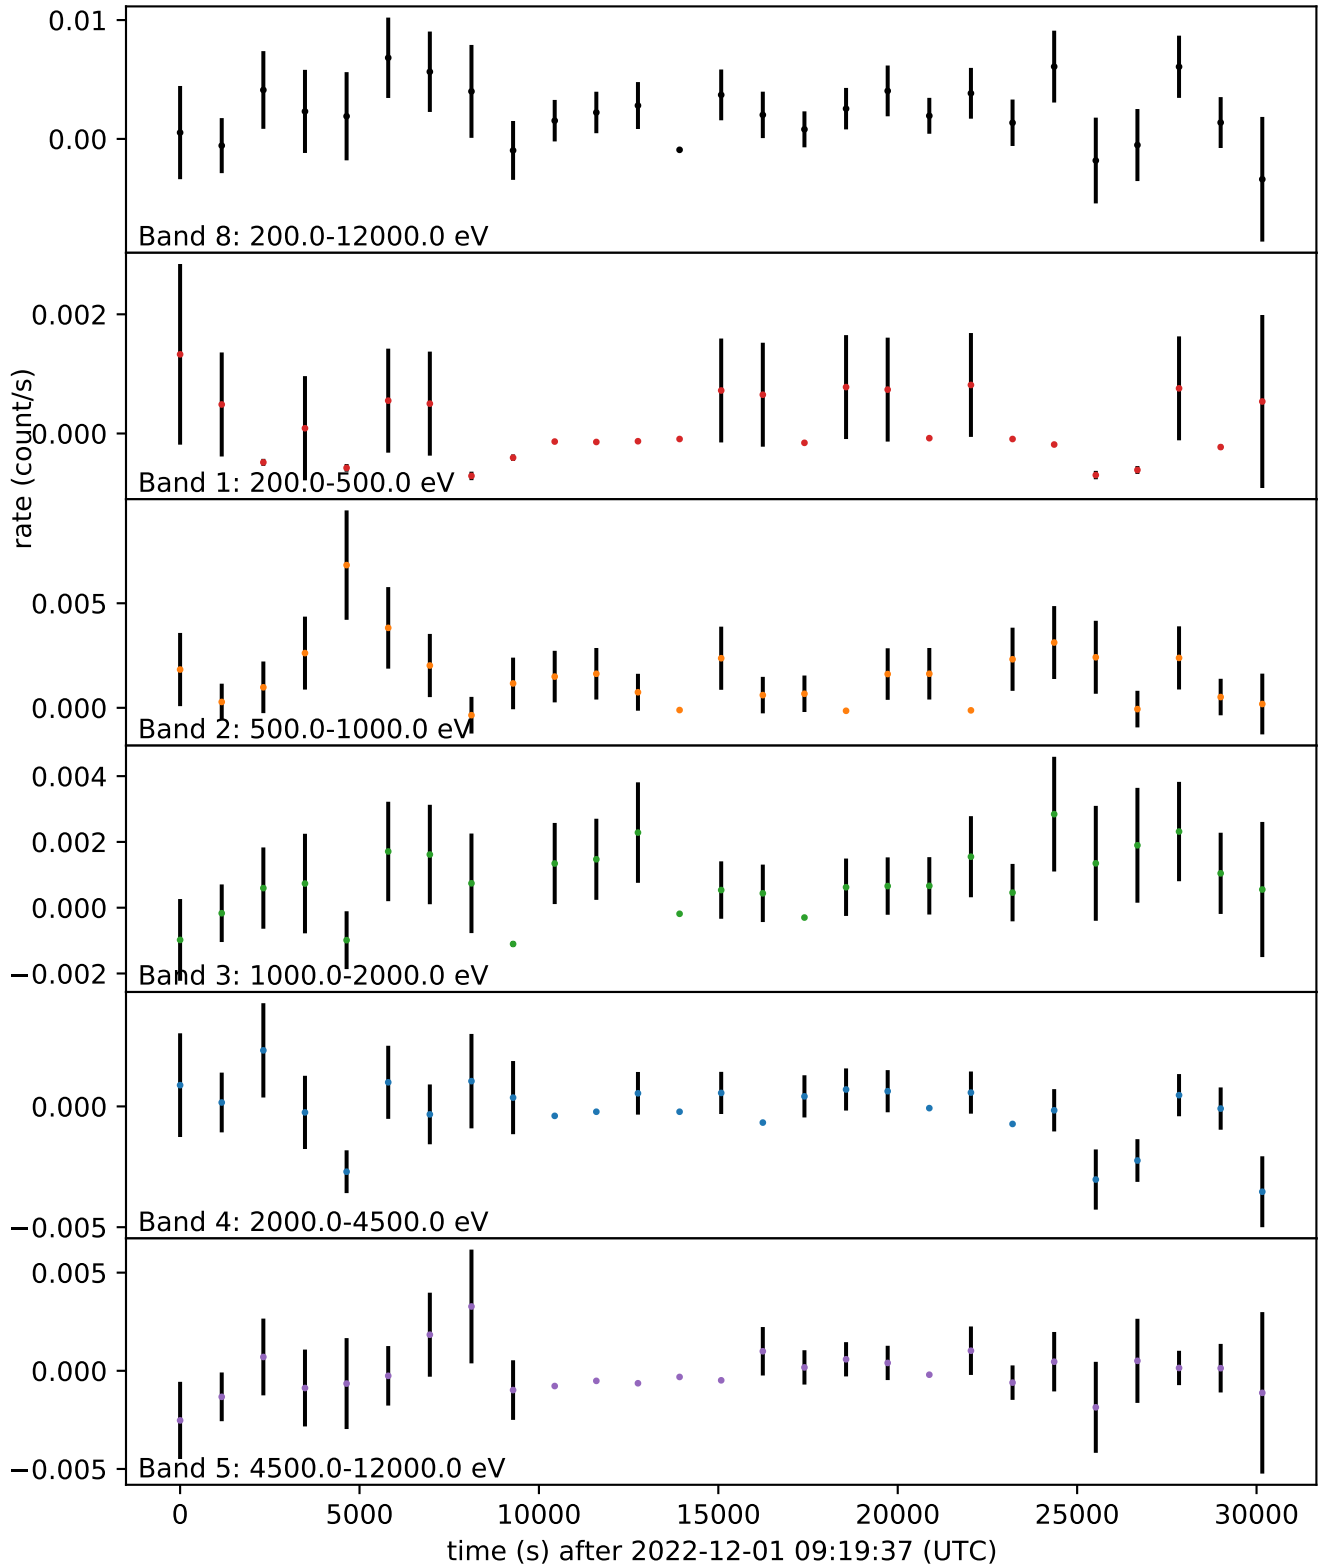 0.01
0.00
Band 8: 200.0-12000.0 eV
0.002
0.000
Band 1: 200.0-500.0 eV
rate (count/s)
0.005
0.000
Band 2: 500.0-1000.0 eV
0.004
0.002
0.000
−0.002
Band 3: 1000.0-2000.0 eV
0.000
−0.005
Band 4: 2000.0-4500.0 eV
0.005
0.000
−0.005
Band 5: 4500.0-12000.0 eV
0 5000 10000 15000 20000 25000 30000
time (s) after 2022-12-01 09:19:37 (UTC)